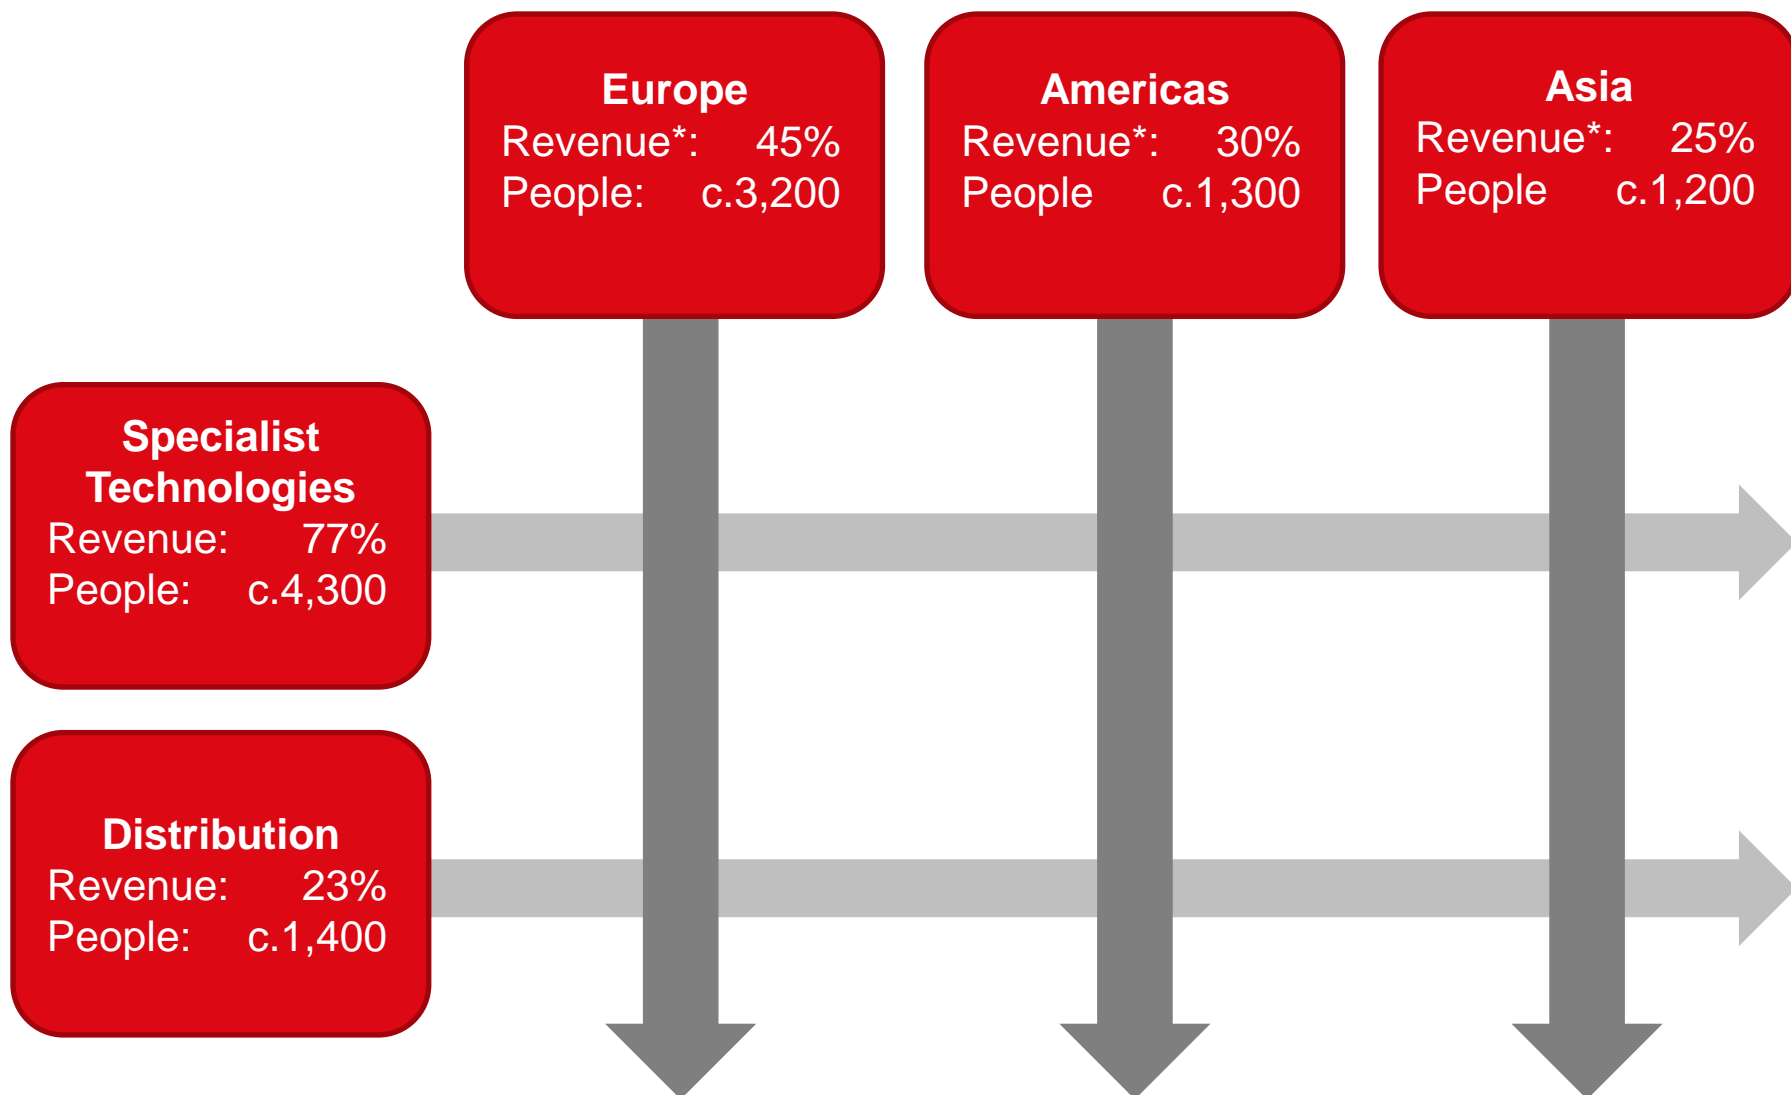 Europe
Revenue*: 45%
People: c.3,200
Americas
Revenue*: 30%
People c.1,300
Asia
Revenue*: 25%
People c.1,200
Specialist
Technologies
Revenue: 77%
People: c.4,300
Distribution
Revenue: 23%
People: c.1,400